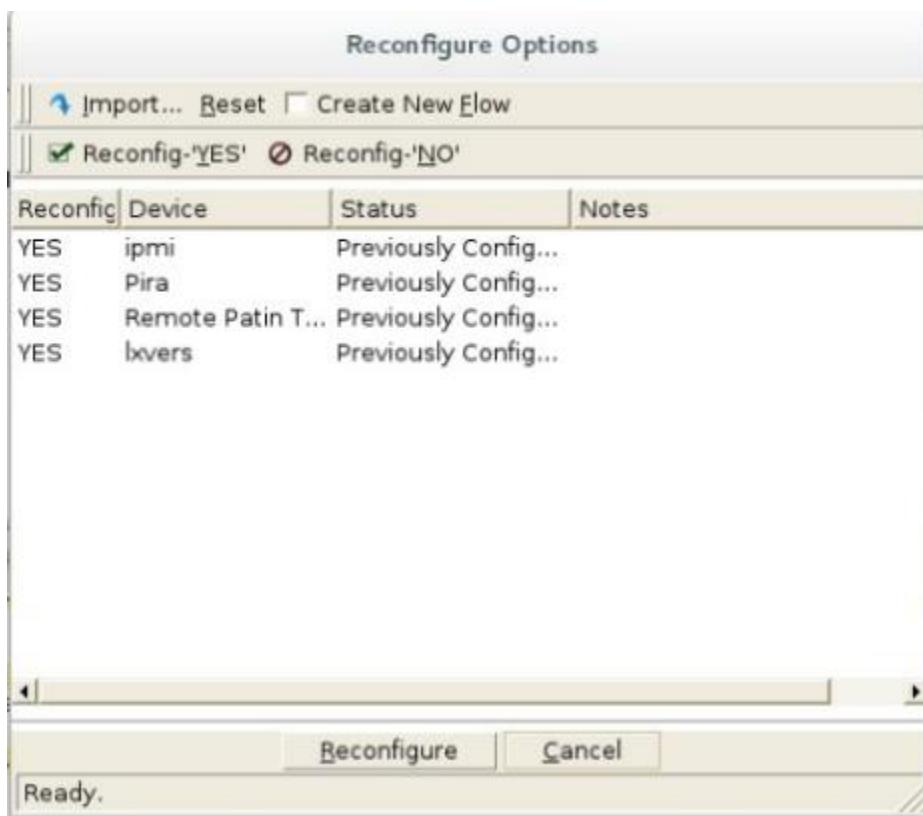 Reconfigure Options
Import... Reset Create New Flow
Reconfig-'YES' Reconfig-'NO'
Reconfig Device Status Notes
YES ipmi Previously Config...
YES Pira Previously Config...
YES Remote Patin T... Previously Config...
YES lxvers Previously Config...
Reconfigure Cancel
Ready.